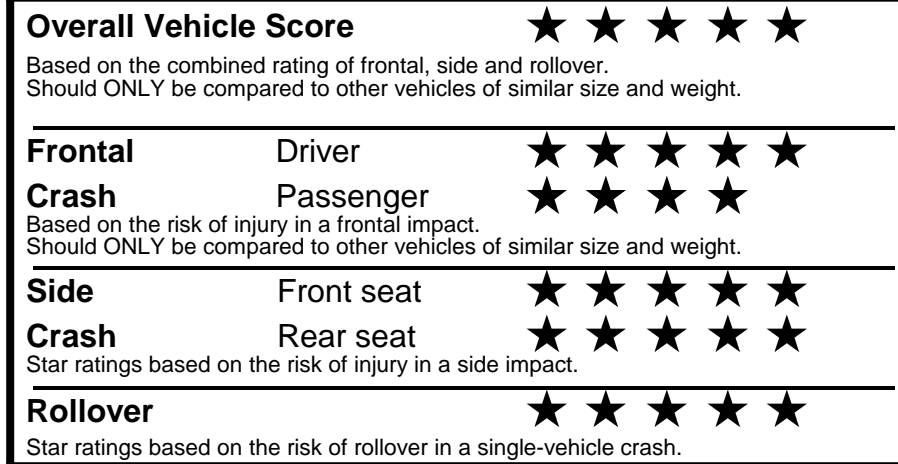 Overall Vehicle Score ★ ★ ★ ★ ★
Based on the combined rating of frontal, side and rollover.
Should ONLY be compared to other vehicles of similar size and weight.
Frontal Driver ★ ★ ★ ★ ★
Crash Passenger ★ ★ ★ ★
Based on the risk of injury in a frontal impact.
Should ONLY be compared to other vehicles of similar size and weight.
Side Front seat ★ ★ ★ ★ ★
Crash Rear seat ★ ★ ★ ★ ★
Star ratings based on the risk of injury in a side impact.
Rollover ★ ★ ★ ★ ★
Star ratings based on the risk of rollover in a single-vehicle crash.